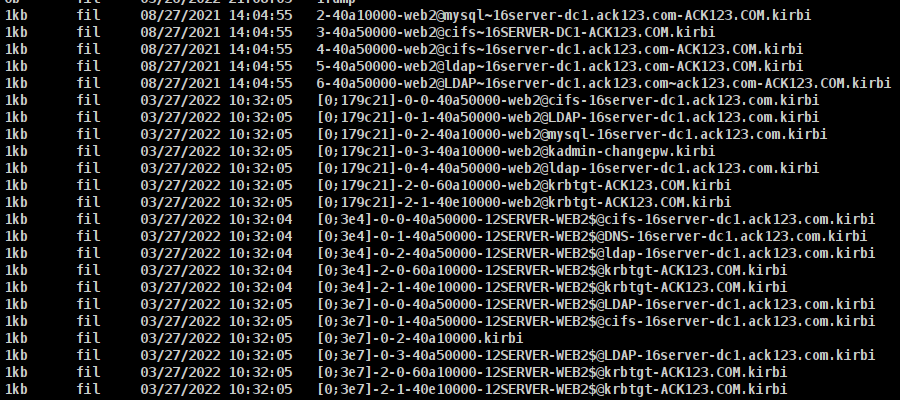 1kb fil 08/27/2021 14:04:55 2-40a10000-web2@mysql~16server-dc1.ack123.com-ACK123.COM.kirbi
1kb fil 08/27/2021 14:04:55 3-40a50000-web2@cifs~16SERVER-DC1-ACK123.COM.kirbi
1kb fil 08/27/2021 14:04:55 4-40a50000-web2@cifs~16server-dc1.ack123.com-ACK123.COM.kirbi
1kb fil 08/27/2021 14:04:55 5-40a50000-web2@ldap~16server-dc1.ack123.com-ACK123.COM.kirbi
1kb fil 08/27/2021 14:04:55 6-40a50000-web2@LDAP~16server-dc1.ack123.com~ack123.com-ACK123.COM.kirbi
1kb fil 03/27/2022 10:32:05 [0;179c21]-0-0-40a50000-web2@cifs-16server-dc1.ack123.com.kirbi
1kb fil 03/27/2022 10:32:05 [0;179c21]-0-1-40a50000-web2@LDAP-16server-dc1.ack123.com.kirbi
1kb fil 03/27/2022 10:32:05 [0;179c21]-0-2-40a10000-web2@mysql-16server-dc1.ack123.com.kirbi
1kb fil 03/27/2022 10:32:05 [0;179c21]-0-3-40a10000-web2@kadmin-changepw.kirbi
1kb fil 03/27/2022 10:32:05 [0;179c21]-0-4-40a50000-web2@ldap-16server-dc1.ack123.com.kirbi
1kb fil 03/27/2022 10:32:05 [0;179c21]-2-0-60a10000-web2@krbtgt-ACK123.COM.kirbi
1kb fil 03/27/2022 10:32:05 [0;179c21]-2-1-40e10000-web2@krbtgt-ACK123.COM.kirbi
1kb fil 03/27/2022 10:32:04 [0;3e4]-0-0-40a50000-12SERVER-WEB2$@cifs-16server-dc1.ack123.com.kirbi
1kb fil 03/27/2022 10:32:04 [0;3e4]-0-1-40a50000-12SERVER-WEB2$@DNS-16server-dc1.ack123.com.kirbi
1kb fil 03/27/2022 10:32:04 [0;3e4]-0-2-40a50000-12SERVER-WEB2$@ldap-16server-dc1.ack123.com.kirbi
1kb fil 03/27/2022 10:32:04 [0;3e4]-2-0-60a10000-12SERVER-WEB2$@krbtgt-ACK123.COM.kirbi
1kb fil 03/27/2022 10:32:04 [0;3e4]-2-1-40e10000-12SERVER-WEB2$@krbtgt-ACK123.COM.kirbi
1kb fil 03/27/2022 10:32:05 [0;3e7]-0-0-40a50000-12SERVER-WEB2$@LDAP-16server-dc1.ack123.com.kirbi
1kb fil 03/27/2022 10:32:05 [0;3e7]-0-1-40a50000-12SERVER-WEB2$@cifs-16server-dc1.ack123.com.kirbi
1kb fil 03/27/2022 10:32:05 [0;3e7]-0-2-40a10000.kirbi
1kb fil 03/27/2022 10:32:05 [0;3e7]-0-3-40a50000-12SERVER-WEB2$@LDAP-16server-dc1.ack123.com.kirbi
1kb fil 03/27/2022 10:32:05 [0;3e7]-2-0-60a10000-12SERVER-WEB2$@krbtgt-ACK123.COM.kirbi
1kb fil 03/27/2022 10:32:05 [0;3e7]-2-1-40e10000-12SERVER-WEB2$@krbtgt-ACK123.COM.kirbi